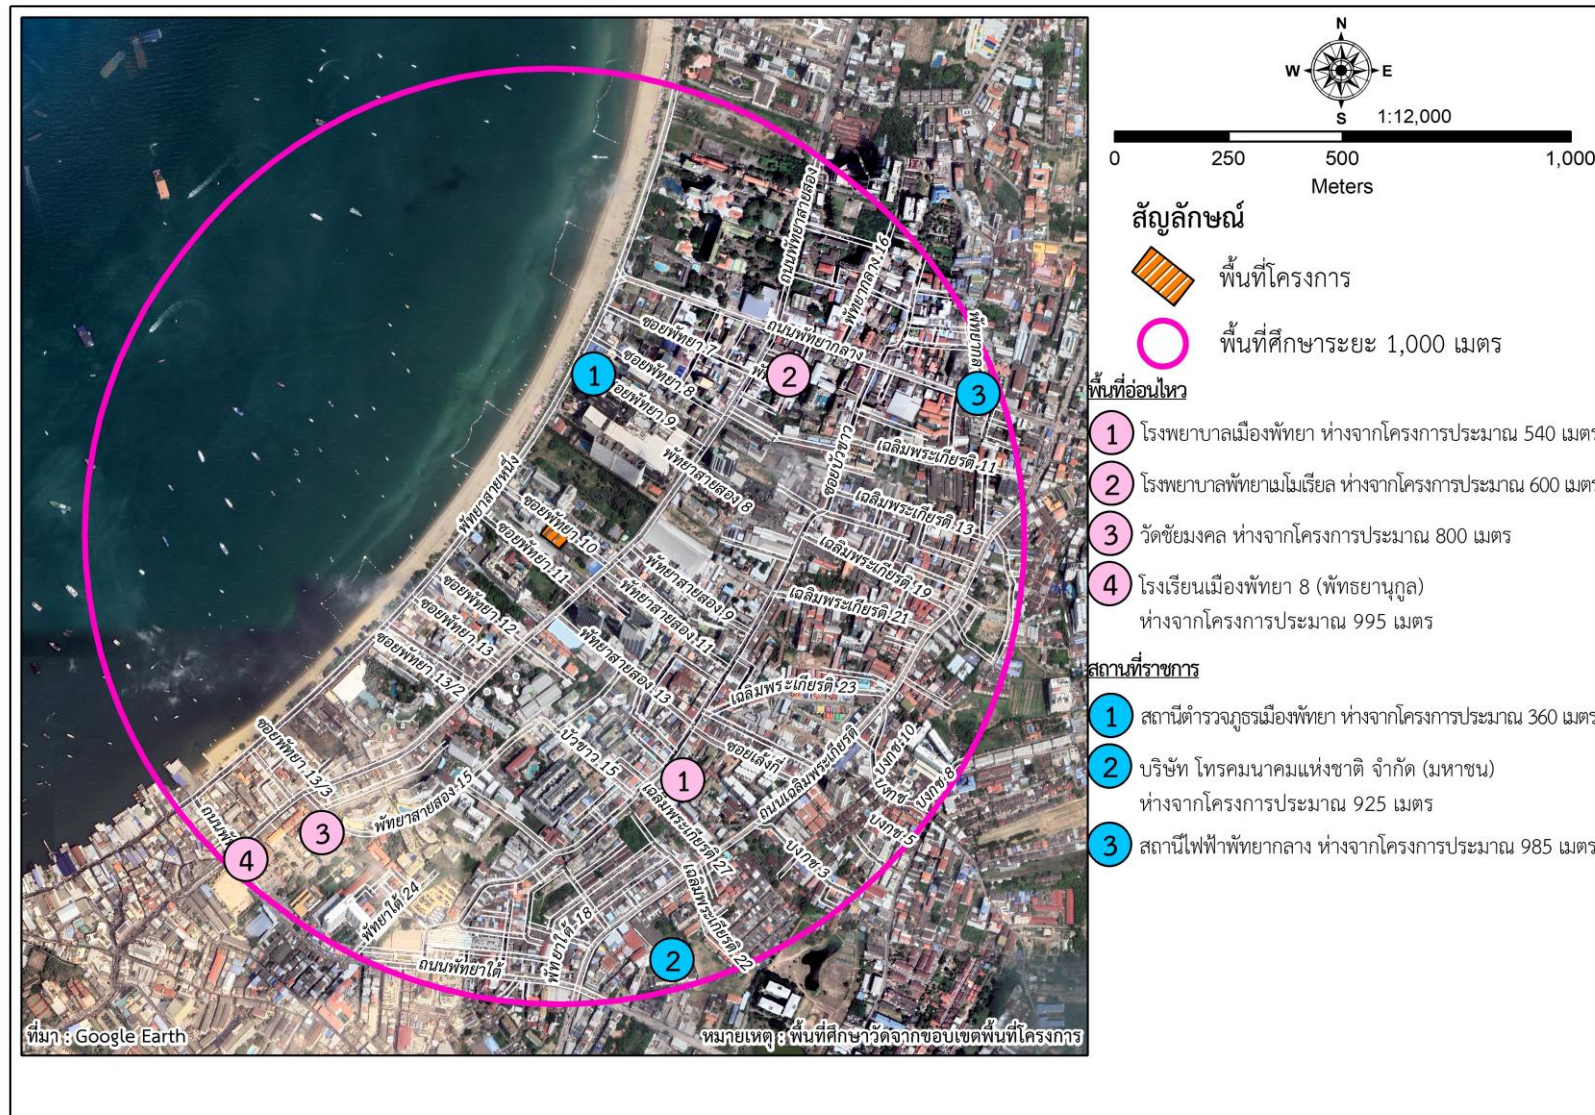 N
W E
S
1:12,000
0 250 500 1,000
Meters
สัญลักษณ์
พื้นที่โครงการ
พื้นที่ศึกษาระยะ 1,000 เมตร
พื้นที่อ่อนไหว
1 โรงพยาบาลเมืองพัทยา ห่างจากโครงการประมาณ 540 เมตร
2 โรงพยาบาลพัทยาเมโมเรียล ห่างจากโครงการประมาณ 600 เมตร
3 วัดชัยมงคล ห่างจากโครงการประมาณ 800 เมตร
4 โรงเรียนเมืองพัทยา 8 (พัทธยานุกูล)
ห่างจากโครงการประมาณ 995 เมตร
สถานที่ราชการ
1 สถานีตำรวจภูธรเมืองพัทยา ห่างจากโครงการประมาณ 360 เมตร
2 บริษัท โทรคมนาคมแห่งชาติ จำกัด (มหาชน)
ห่างจากโครงการประมาณ 925 เมตร
3 สถานีไฟฟ้าพัทยากลาง ห่างจากโครงการประมาณ 985 เมตร
ถนนพัทยาสายสอง
พัทยากลาง 16
ถนนพัทยากลาง
พัทยากล
ซอยพัทยา 7
ซอยพัทยา 8
ซอยพัทยา 9
1
2
3
เฉลิมพระเกียรติ 11
ซอยบัวขาว
พัทยาสายสอง 8
เฉลิมพระเกียรติ 13
พัทยาสายหนึ่ง
ซอยพัทยา 10
ซอยพัทยา 11
เฉลิมพระเกียรติ 19
พัทยาสายสอง 9
พัทยาสายสอง 11
เฉลิมพระเกียรติ 21
ซอยพัทยา 12
ซอยพัทยา 13
ซอยพัทยา 13/2
พัทยาสายสอง 13
เฉลิมพระเกียรติ 23
ซอยพัทยา 13/3
บัวขาว 15
ซอยเล้งกี่
ถนนเฉลิมพระเกียรติ
บงกช 10
บงกช
บงกช 8
1
พัทยาสายสอง 15
เฉลิมพระเกียรติ 27
บงกช 5
บงกช 3
3
4
พัทยาใต้ 24
พัทยาใต้ 18
เฉลิมพระเกียรติ 22
ถนนพัทยาใต้
2
ที่มา : Google Earth
หมายเหตุ : พื้นที่ศึกษาวัดจากขอบเขตพื้นที่โครงการ